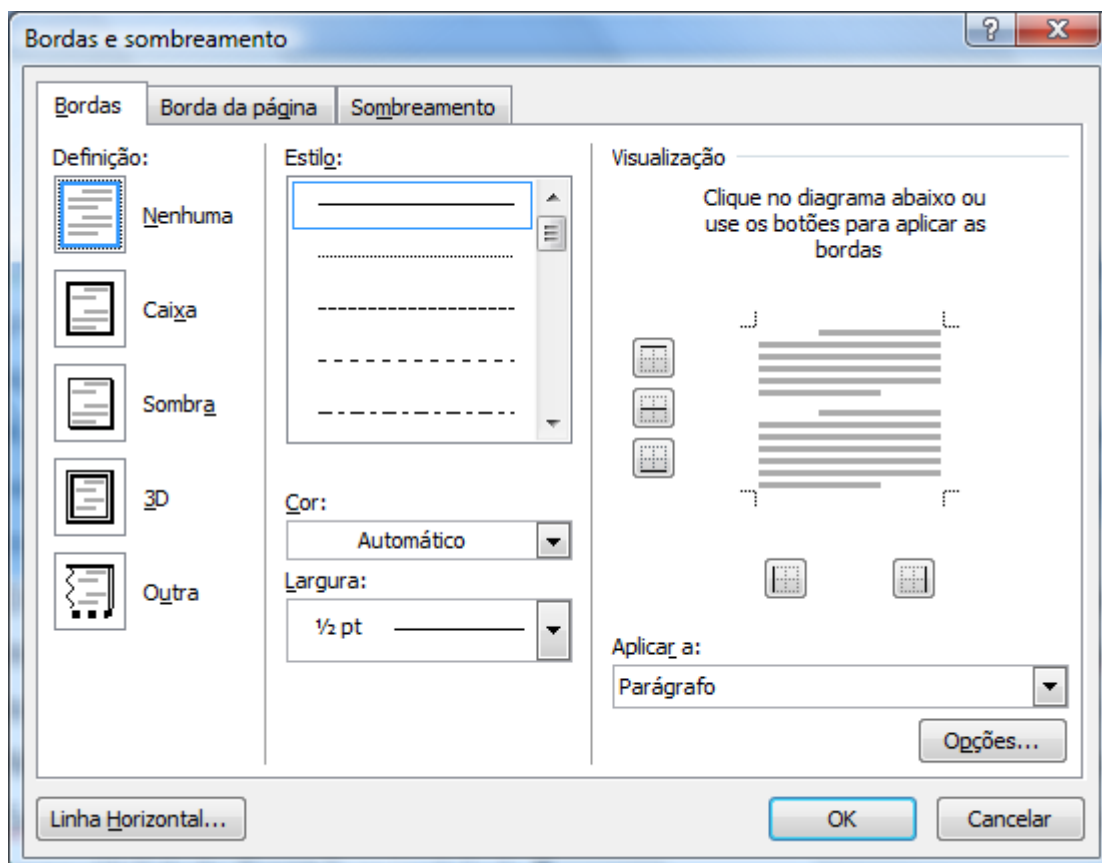 Bordas e sombreamento
Bordas
Borda da página
Sombreamento
Definição:
Nenhuma
Caixa
Sombra
3D
Outra
Estilo:
Cor:
Automático
Largura:
½ pt
Visualização
Clique no diagrama abaixo ou
use os botões para aplicar as
bordas
Aplicar a:
Parágrafo
Opções...
Linha Horizontal...
OK
Cancelar